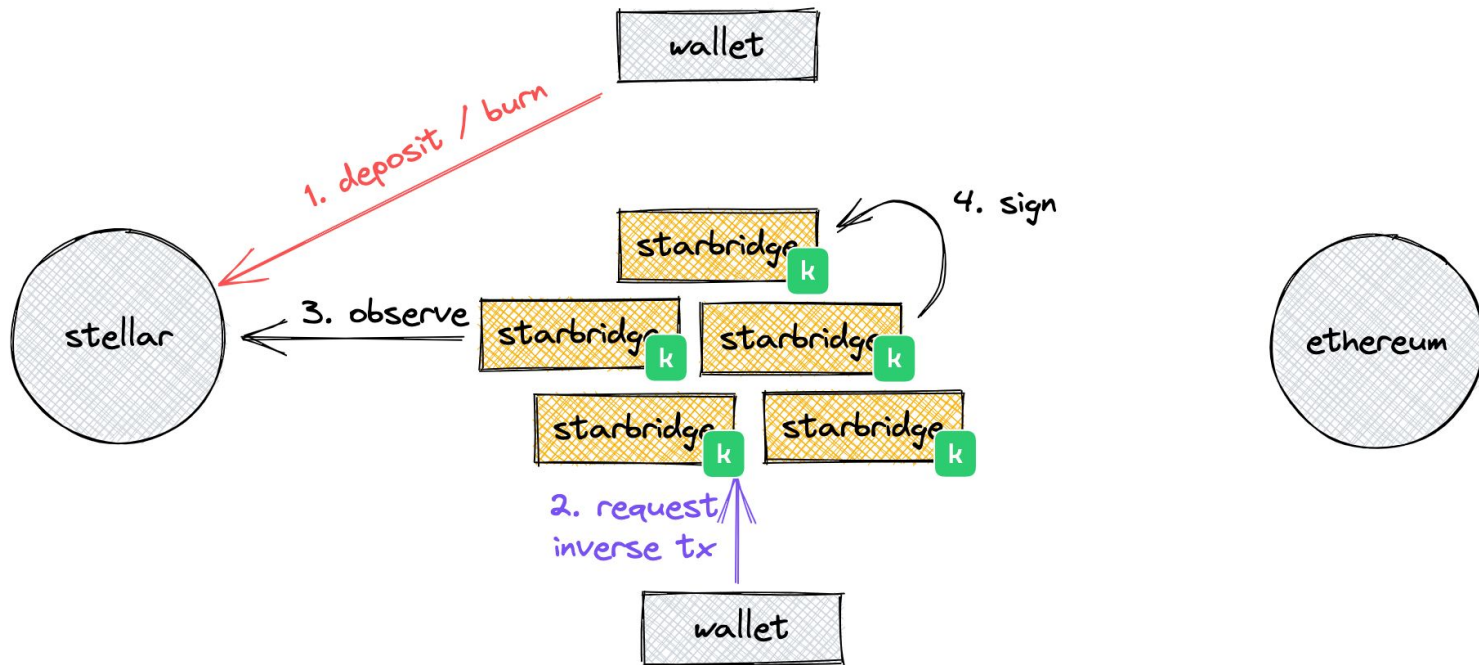 wallet
1. deposit / burn
4. sign
starbridge
k
stellar
3. observe
starbridge
k
starbridge
k
ethereum
starbridge
k
starbridge
k
2. request
inverse tx
wallet